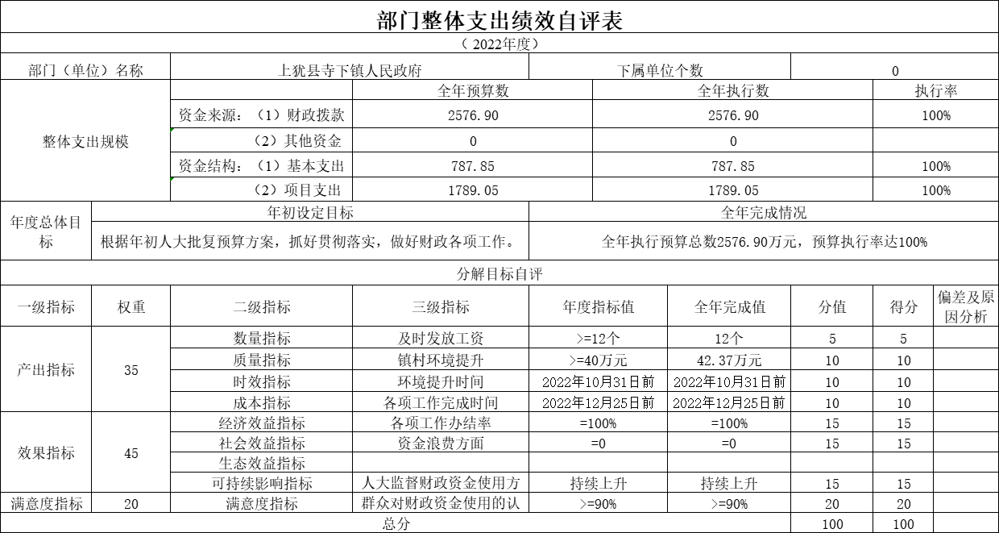 部门整体支出绩效自评表
（ 2022年度）
部门（单位）名称 上犹县寺下镇人民政府 下属单位个数 0
整体支出规模 全年预算数 全年执行数 执行率
资金来源：（1）财政拨款 2576.90 2576.90 100%
（2）其他资金 0 0
资金结构：（1）基本支出 787.85 787.85 100%
（2）项目支出 1789.05 1789.05 100%
年度总体目标 年初设定目标 全年完成情况
根据年初人大批复预算方案，抓好贯彻落实，做好财政各项工作。 全年执行预算总数2576.90万元，预算执行率达100%
分解目标自评
一级指标 权重 二级指标 三级指标 年度指标值 全年完成值 分值 得分 偏差及原因分析
产出指标 35 数量指标 及时发放工资 >=12个 12个 5 5
质量指标 镇村环境提升 >=40万元 42.37万元 10 10
时效指标 环境提升时间 2022年10月31日前 2022年10月31日前 10 10
成本指标 各项工作完成时间 2022年12月25日前 2022年12月25日前 10 10
效果指标 45 经济效益指标 各项工作办结率 =100% =100% 15 15
社会效益指标 资金浪费方面 =0 =0 15 15
生态效益指标
可持续影响指标 人大监督财政资金使用方 持续上升 持续上升 15 15
满意度指标 20 满意度指标 群众对财政资金使用的认 >=90% >=90% 20 20
总分 100 100